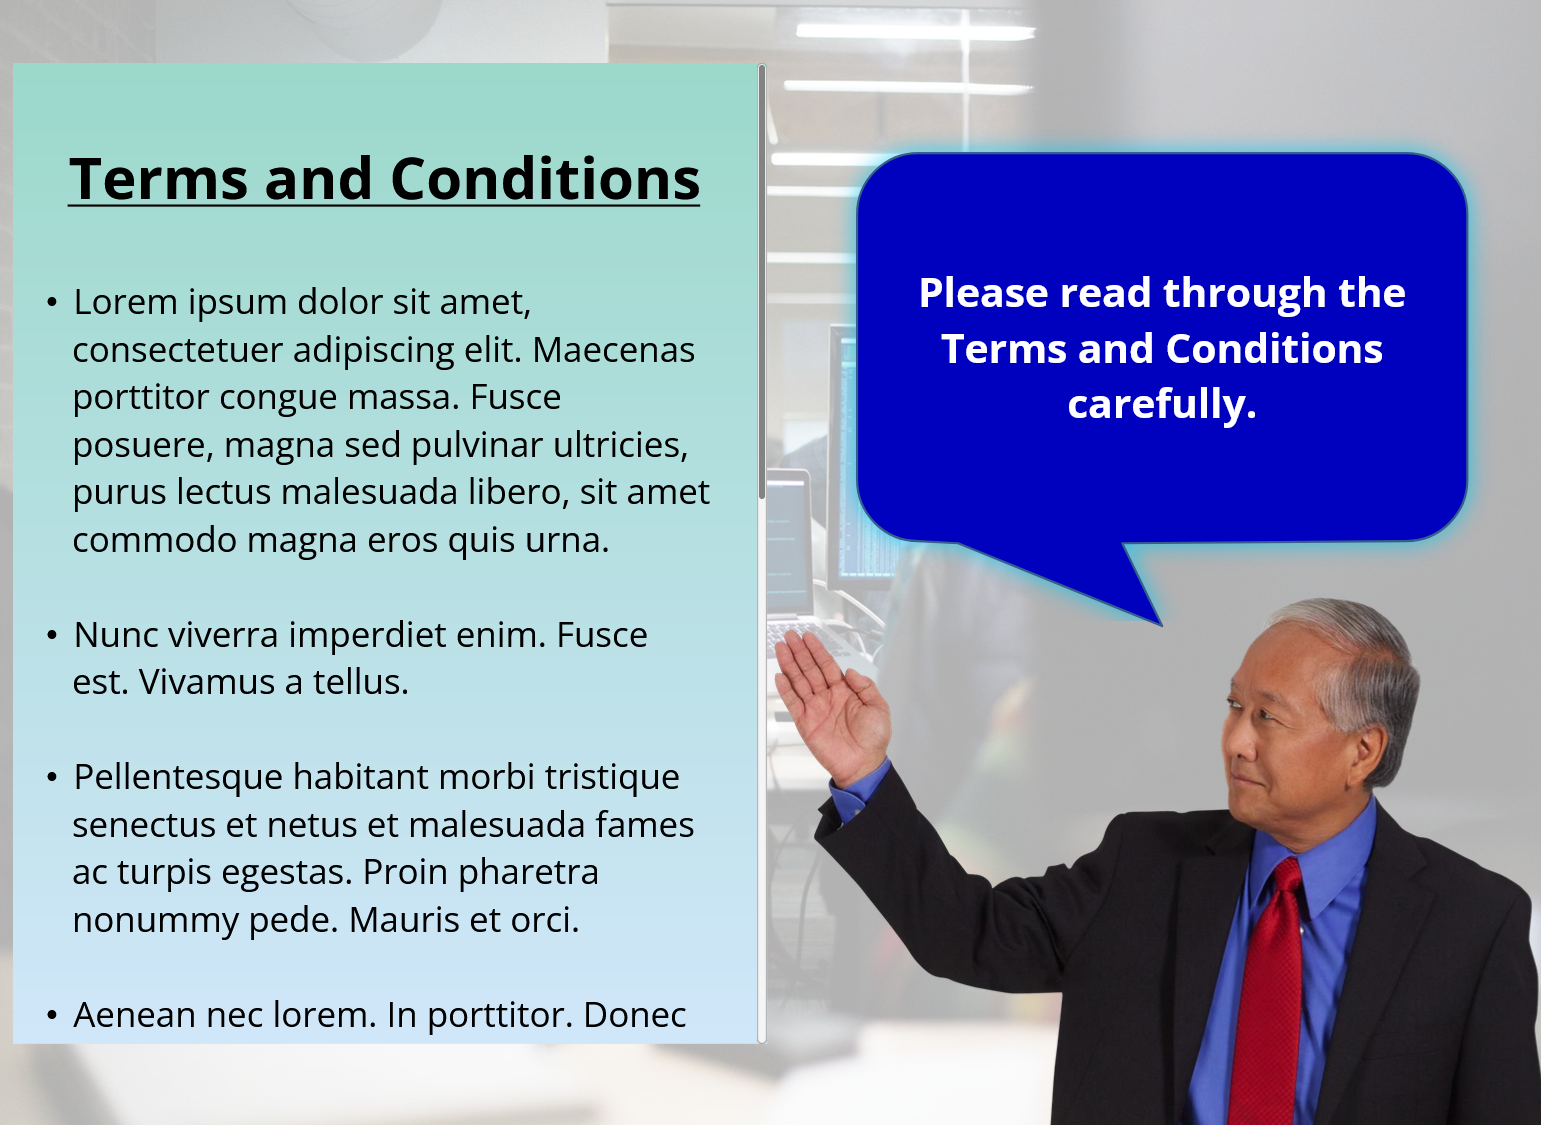 Terms and Conditions
• Lorem ipsum dolor sit amet,
consectetuer adipiscing elit. Maecenas
porttitor congue massa. Fusce
posuere, magna sed pulvinar ultricies,
purus lectus malesuada libero, sit amet
commodo magna eros quis urna.
• Nunc viverra imperdiet enim. Fusce
est. Vivamus a tellus.
• Pellentesque habitant morbi tristique
senectus et netus et malesuada fames
ac turpis egestas. Proin pharetra
nonummy pede. Mauris et orci.
• Aenean nec lorem. In porttitor. Donec
Please read through the
Terms and Conditions
carefully.